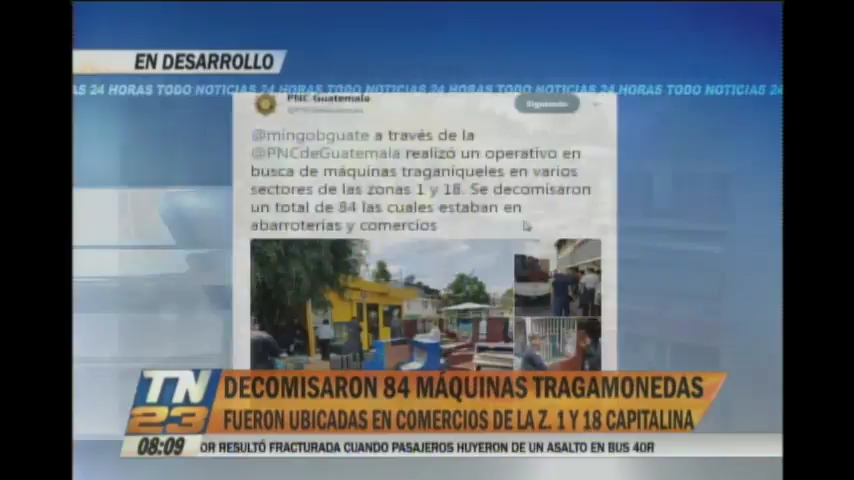 EN DESARROLLO
AS 24 HORAS TODO NOTICIAS 24 HORAS TODO NOTICIAS 24 HORAS TODO NOTICIAS 24 HORAS TODO NOTICIAS 24
PNC Guatemala
Siguiendo
@mingobguate a través de la
@PNCdeGuatemala realizó un operativo en
busca de máquinas traganiqueles en varios
sectores de las zonas 1 y 18. Se decomisaron
un total de 84 las cuales estaban en
abarroterías y comercios
TN
23
DECOMISARON 84 MÁQUINAS TRAGAMONEDAS
FUERON UBICADAS EN COMERCIOS DE LA Z. 1 Y 18 CAPITALINA
08:09
OR RESULTÓ FRACTURADA CUANDO PASAJEROS HUYERON DE UN ASALTO EN BUS 40R